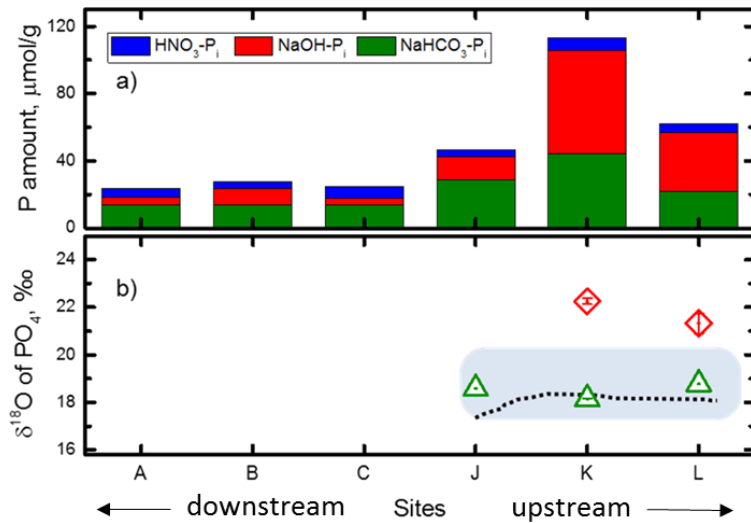 120
80
40
0
P amount, μmol/g
HNO₃-Pᵢ NaOH-Pᵢ NaHCO₃-Pᵢ
a)
24
22
20
18
16
δ¹⁸O of PO₄, ‰
b)
A B C J K L
downstream Sites upstream